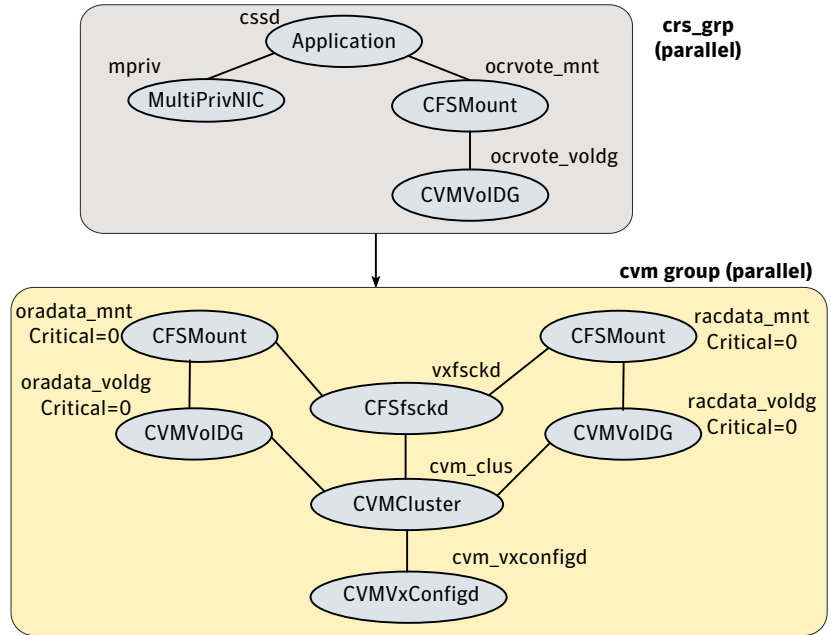 cssd
Application
crs_grp
(parallel)
mpriv
MultiPrivNIC
ocrvote_mnt
CFSMount
ocrvote_voldg
CVMVolDG
cvm group (parallel)
oradata_mnt
Critical=0
CFSMount
CFSMount
racdata_mnt
Critical=0
oradata_voldg
Critical=0
CVMVolDG
vxfsckd
CFSfsckd
racdata_voldg
Critical=0
CVMVolDG
cvm_clus
CVMCluster
cvm_vxconfigd
CVMVxConfigd